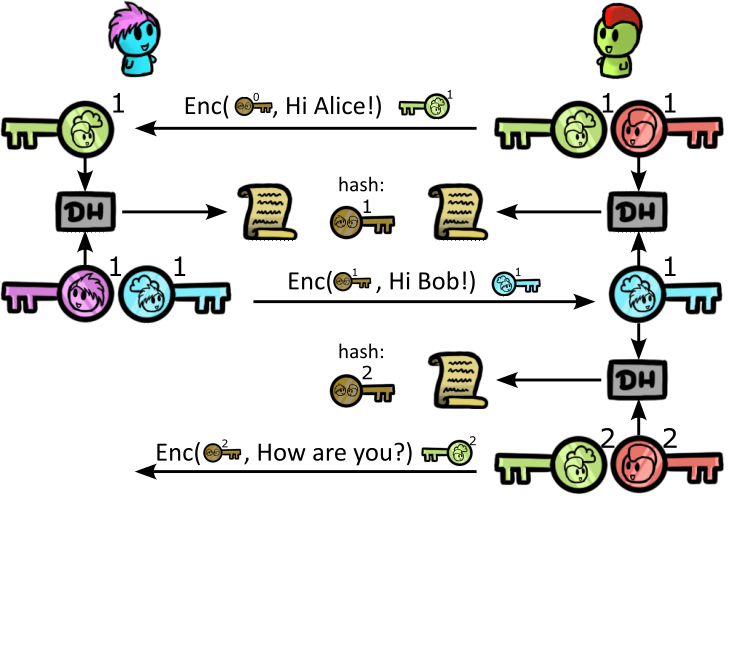 Enc( 0 , Hi Alice!) 1
1 1 1
hash:
1
DH DH
1 1 1
Enc( 1 , Hi Bob!) 1
hash:
2
DH
2 2
Enc( 2 , How are you?) 2